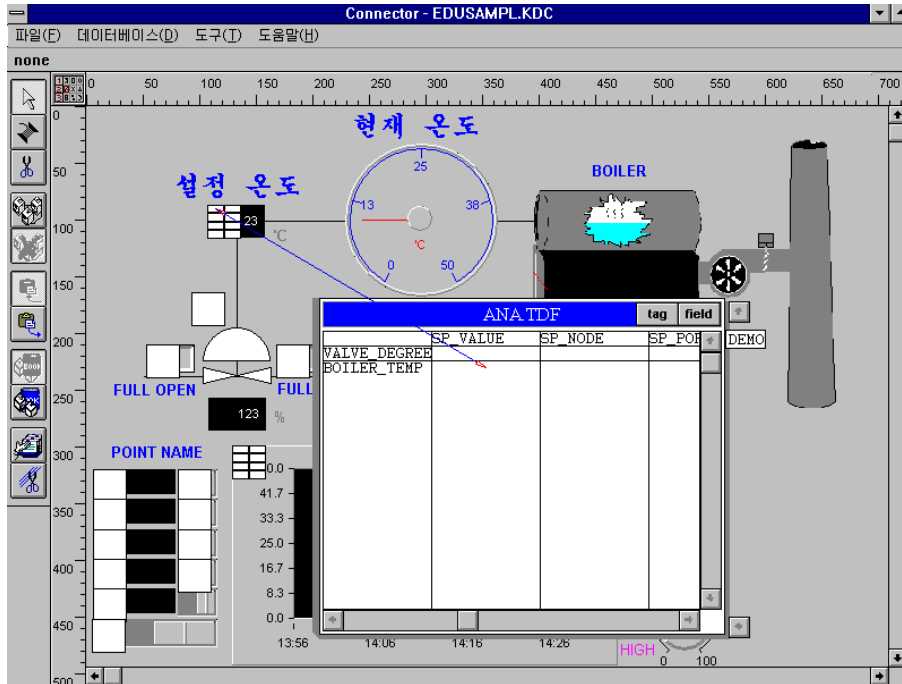 Connector - EDUSAMPL.KDC
파일(F) 데이터베이스(D) 도구(T) 도움말(H)
none
0 50 100 150 200 250 300 350 400 450 500 550 600 650 700
0
50
100
150
200
250
300
350
400
450
500
현재 온도
설정 온도
BOILER
25
13 38
0 50
°C
23
°C
FULL OPEN
FULL
123 %
POINT NAME
ANA.TDF tag field
SP_VALUE SP_NODE SP_POR DEMO
VALVE_DEGREE
BOILER_TEMP
0.0
41.7
33.3
25.0
16.7
8.3
0.0
13:56 14:06 14:16 14:26
HIGH
0 100